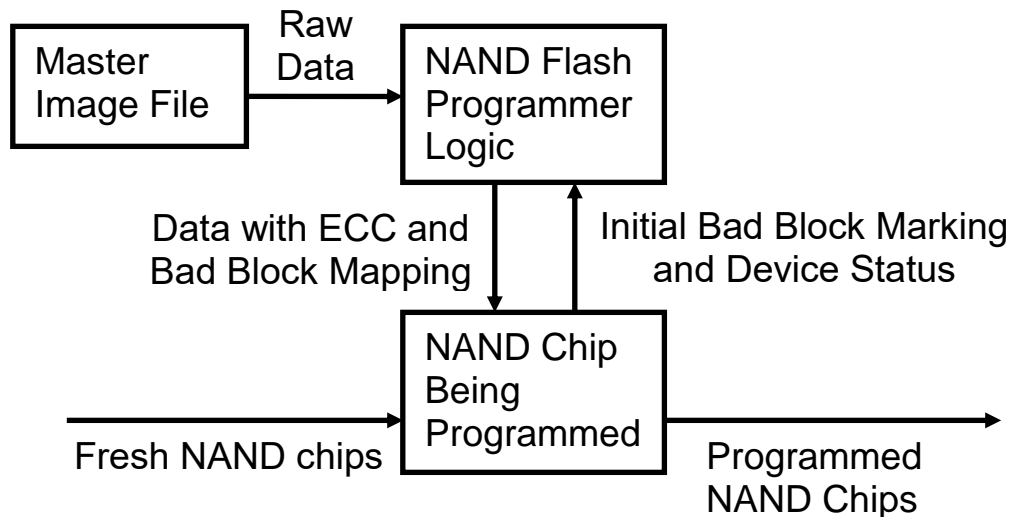 Master
Image File
Raw
Data
NAND Flash
Programmer
Logic
Data with ECC and
Bad Block Mapping
Initial Bad Block Marking
and Device Status
NAND Chip
Being
Programmed
Fresh NAND chips
Programmed
NAND Chips